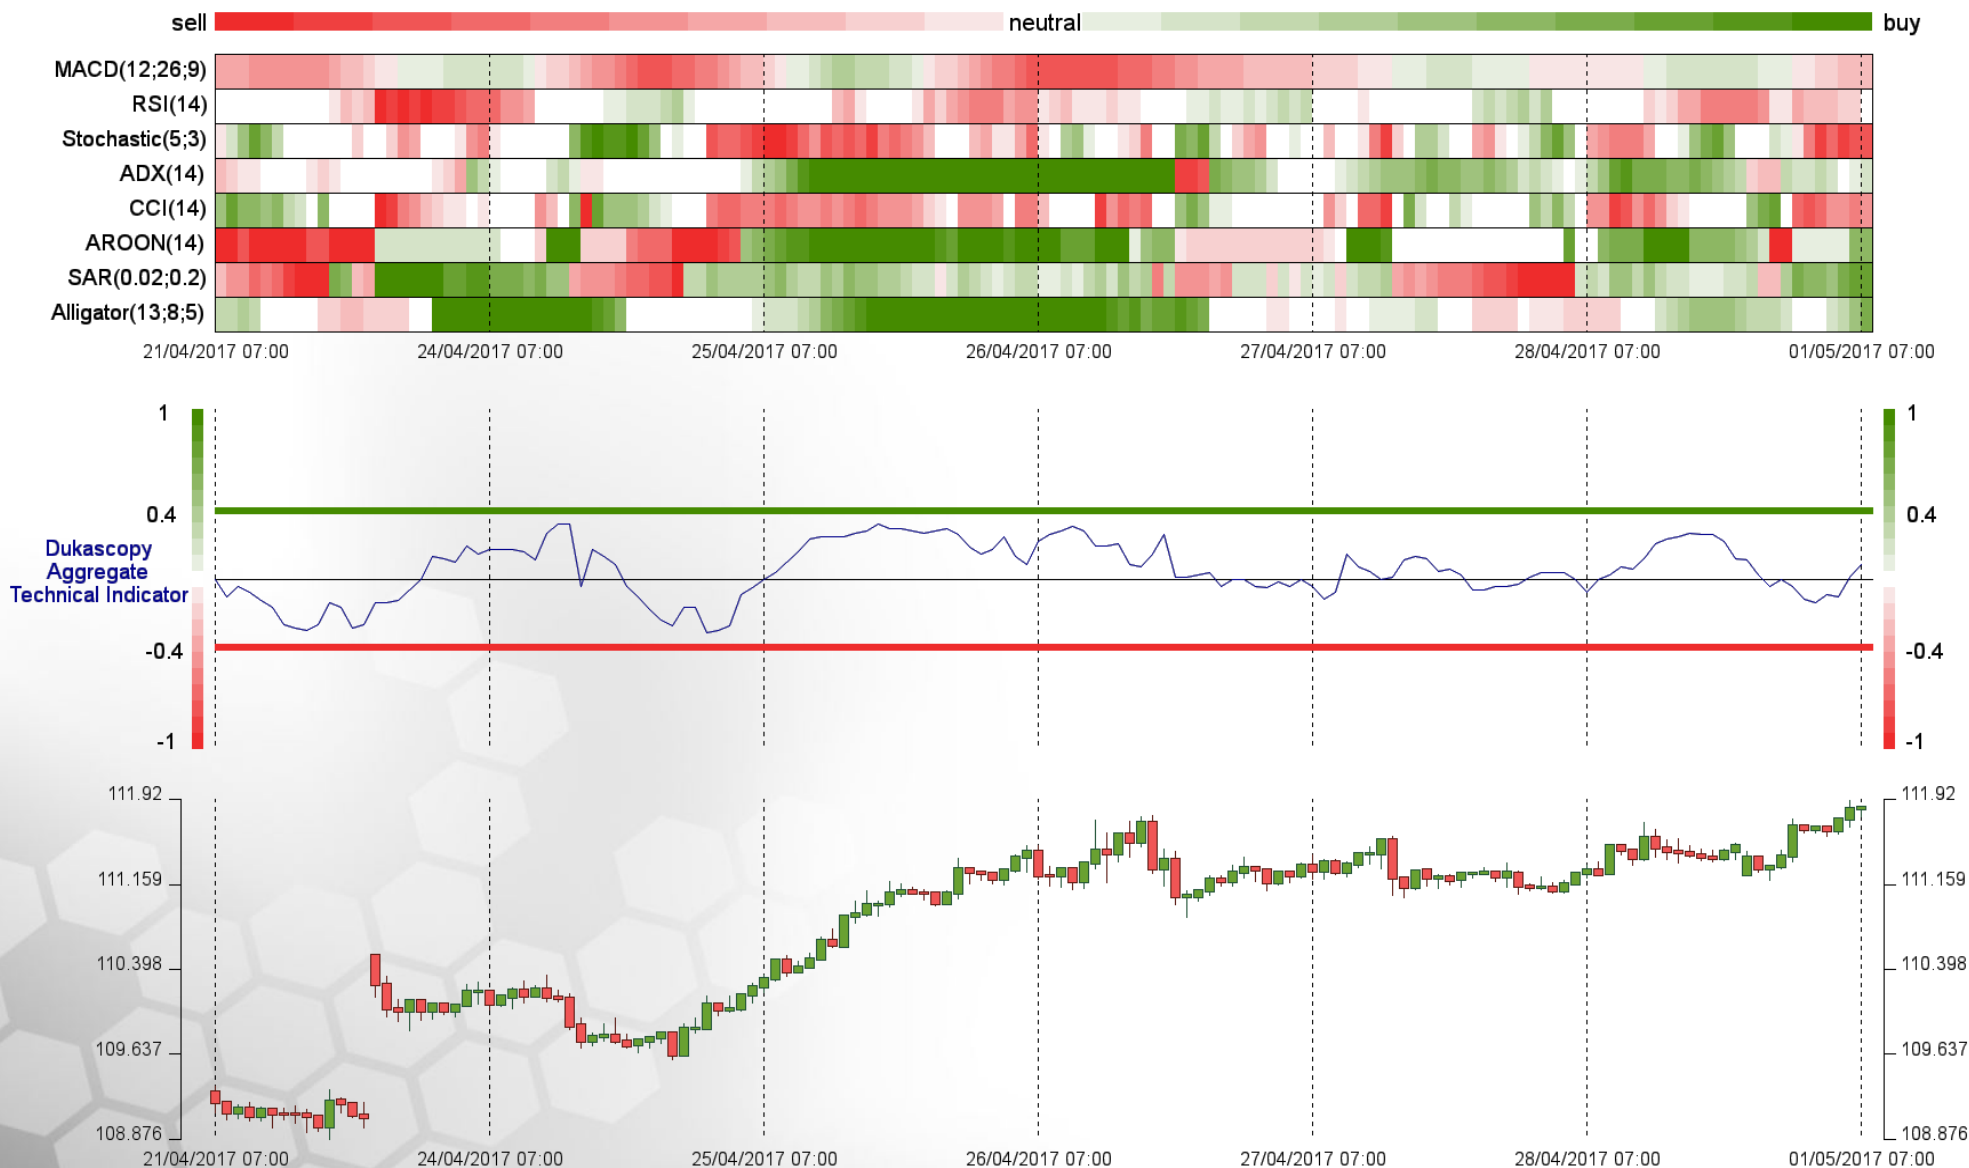 sell neutral buy
MACD(12;26;9)
RSI(14)
Stochastic(5;3)
ADX(14)
CCI(14)
AROON(14)
SAR(0.02;0.2)
Alligator(13;8;5)
21/04/2017 07:00 24/04/2017 07:00 25/04/2017 07:00 26/04/2017 07:00 27/04/2017 07:00 28/04/2017 07:00 01/05/2017 07:00
1 1
0.4 0.4
Dukascopy
Aggregate
Technical Indicator
-0.4 -0.4
-1 -1
111.92 111.92
111.159 111.159
110.398 110.398
109.637 109.637
108.876 108.876
21/04/2017 07:00 24/04/2017 07:00 25/04/2017 07:00 26/04/2017 07:00 27/04/2017 07:00 28/04/2017 07:00 01/05/2017 07:00